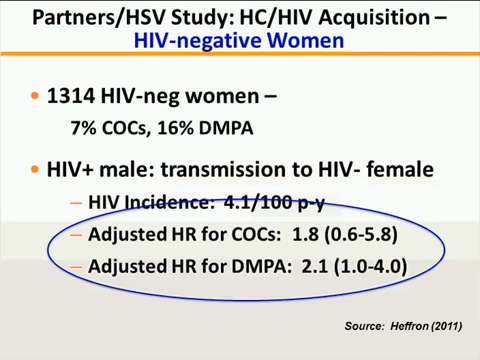 Partners/HSV Study: HC/HIV Acquisition –
HIV-negative Women
• 1314 HIV-neg women –
7% COCs, 16% DMPA
• HIV+ male: transmission to HIV- female
– HIV Incidence: 4.1/100 p-y
– Adjusted HR for COCs: 1.8 (0.6-5.8)
– Adjusted HR for DMPA: 2.1 (1.0-4.0)
Source: Heffron (2011)